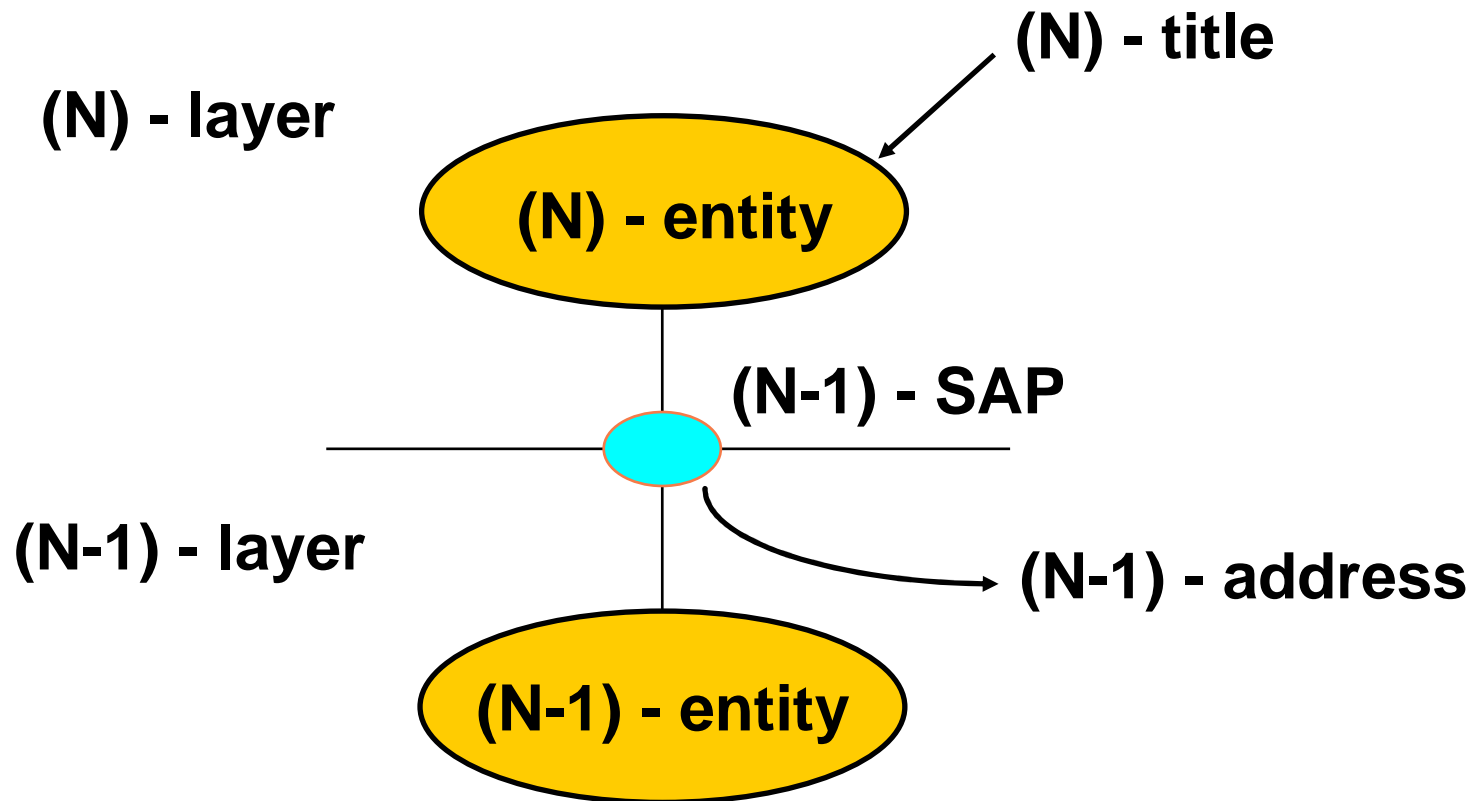 (N) - title
(N) - layer
(N) - entity
(N-1) - SAP
(N-1) - layer
(N-1) - address
(N-1) - entity